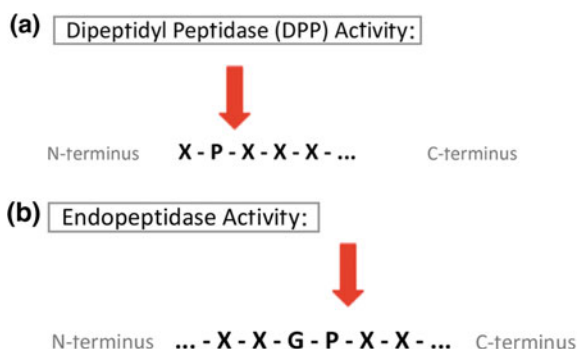 (a) Dipeptidyl Peptidase (DPP) Activity:
N-terminus X - P - X - X - X - ... C-terminus
(b) Endopeptidase Activity:
N-terminus ... - X - X - G - P - X - X - ... C-terminus